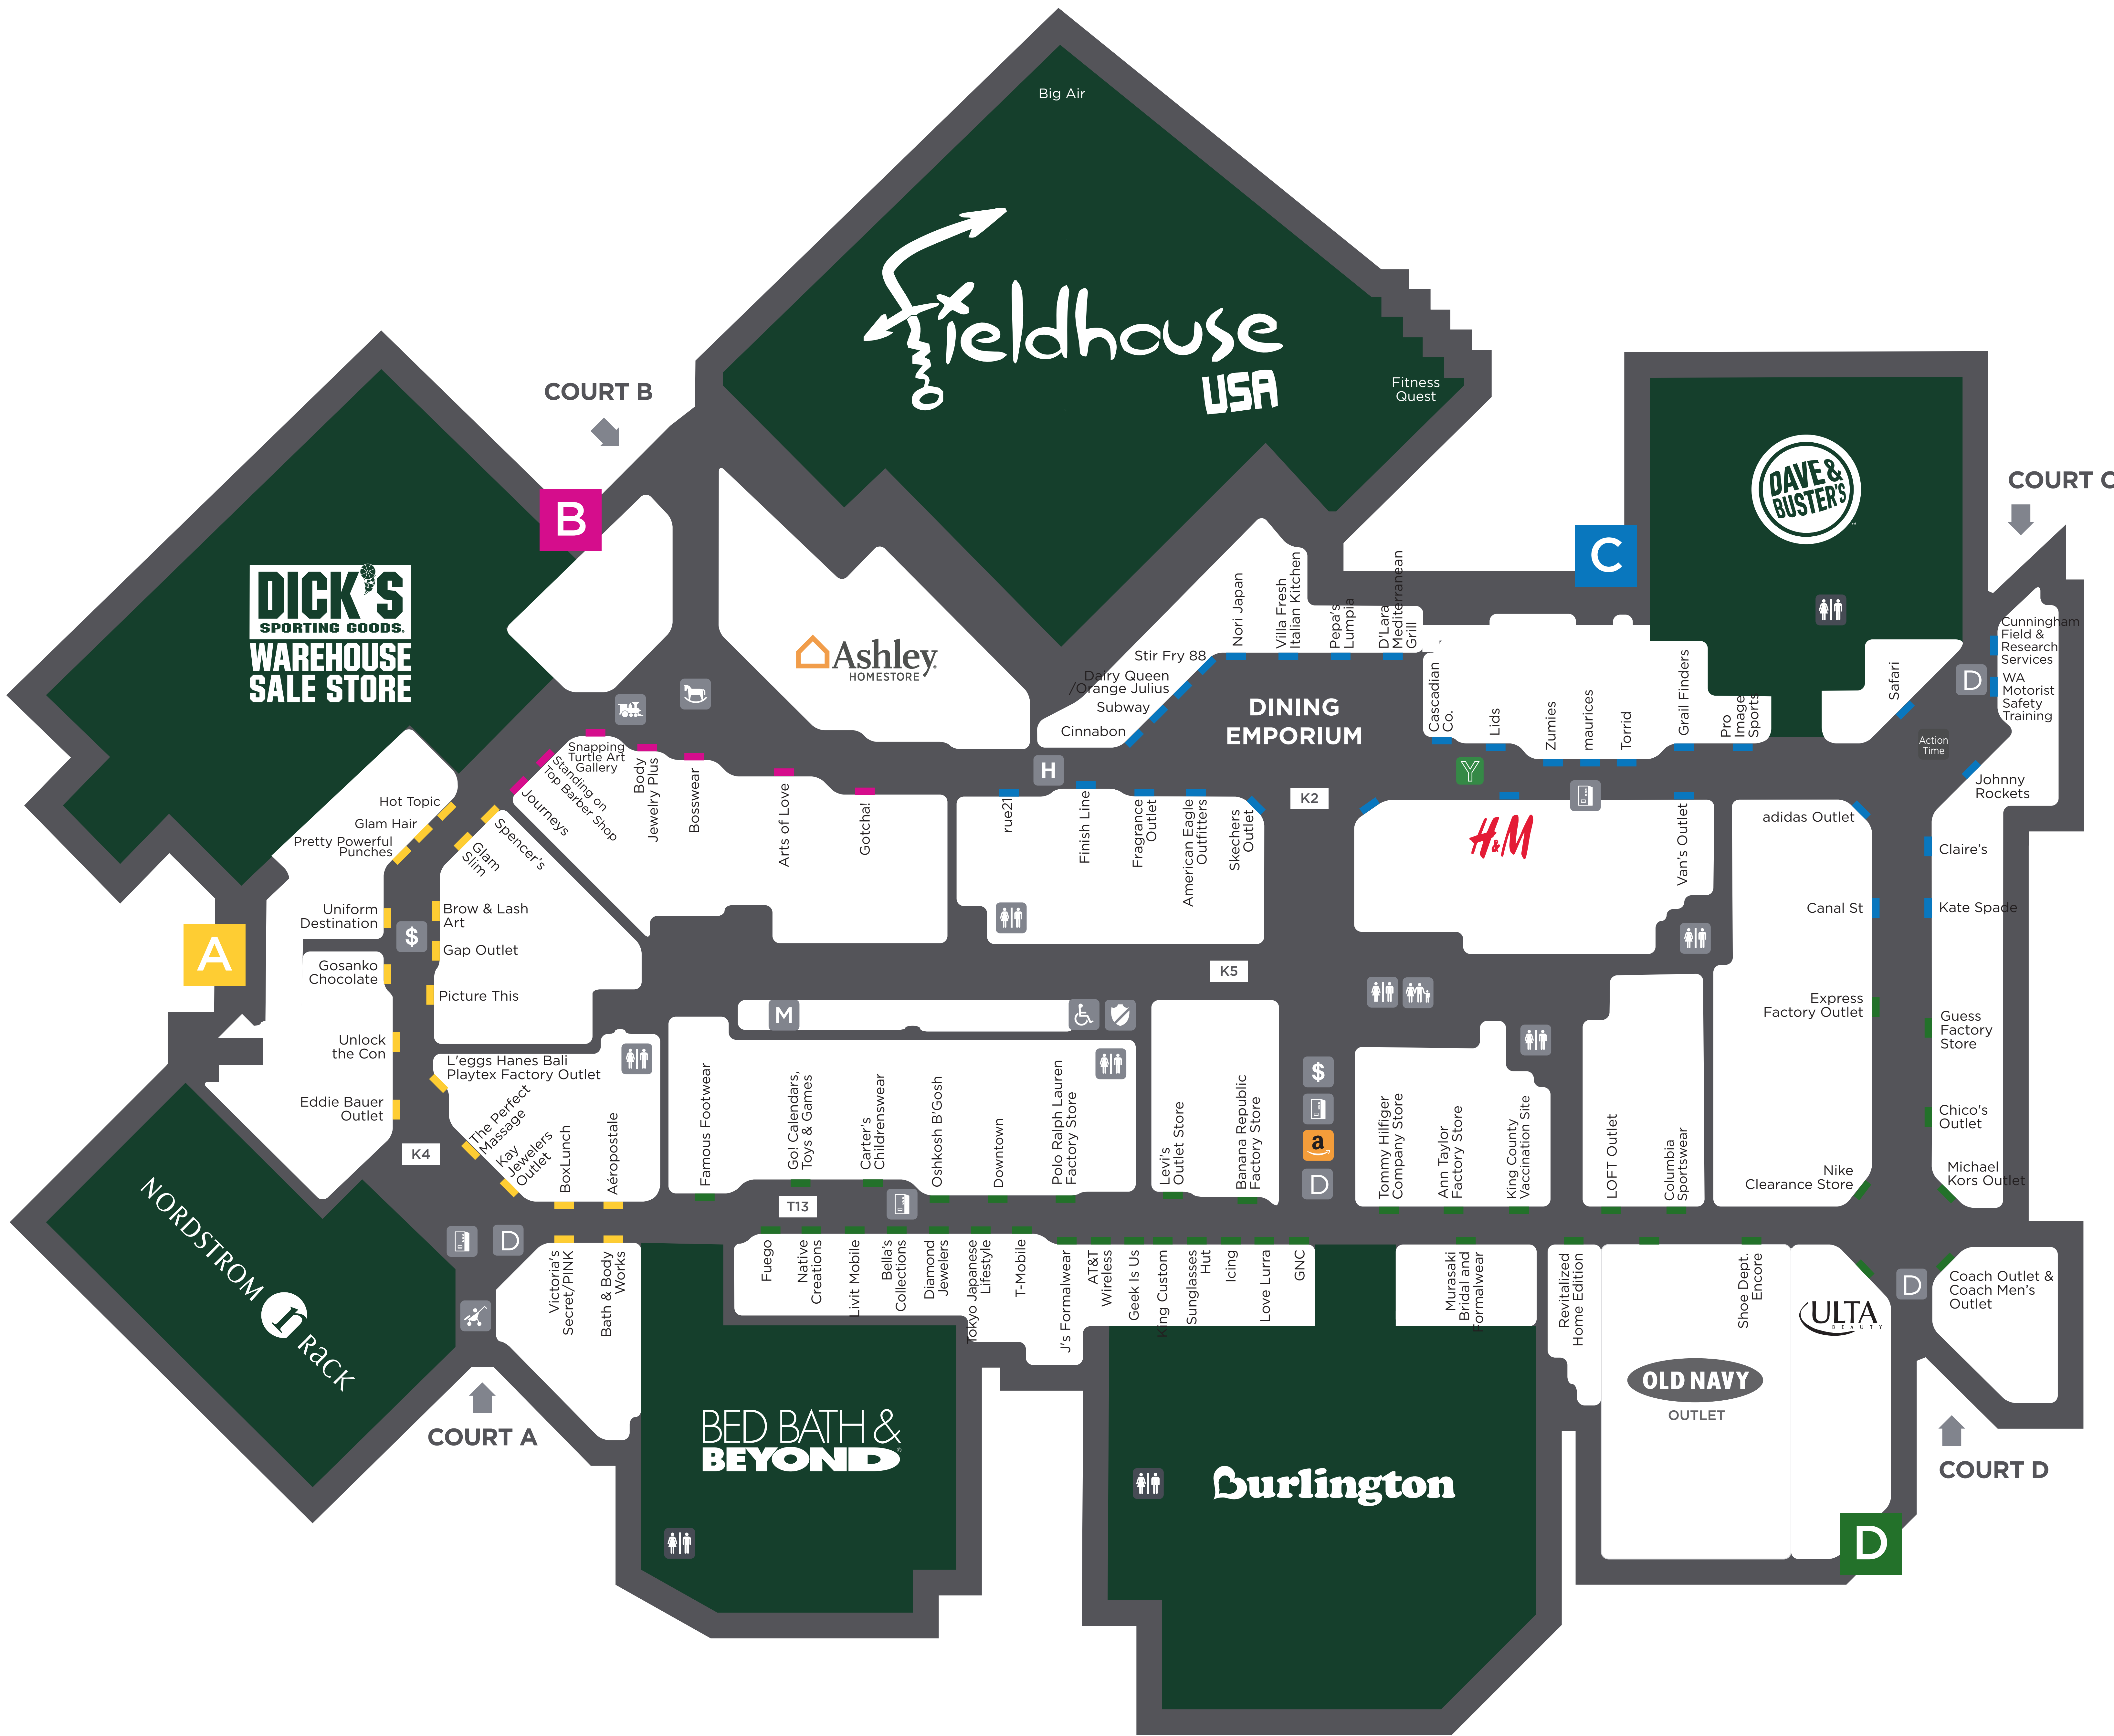 Big Air
Fieldhouse
USA
Fitness
Quest
COURT B
B
DICK'S
SPORTING GOODS.
WAREHOUSE
SALE STORE
Ashley
HOMESTORE
DAVE &
BUSTER'S
COURT C
C
Cunningham
Field &
Research
Services
WA
Motorist
Safety
Training
D
Safari
Action
Time
Johnny
Rockets
Nori Japan
Villa Fresh
Italian Kitchen
Pepa's
Lumpia
D'Lara
Mediterranean
Grill
Stir Fry 88
Dairy Queen
/Orange Julius
Subway
Cinnabon
DINING
EMPORIUM
Cascadian
Co.
Lids
Zumies
maurices
Torrid
Grail Finders
Pro
Image
Sports
H
Y
K2
Snapping
Turtle Art
Gallery
Standing on
Top Barber Shop
Journeys
Body
Jewelry Plus
Bosswear
Arts of Love
Gotcha!
rue21
Finish Line
Fragrance
Outlet
American Eagle
Outfitters
Skechers
Outlet
H&M
Van's Outlet
adidas Outlet
Claire's
Canal St
Kate Spade
Hot Topic
Glam Hair
Pretty Powerful
Punches
Spencer's
Glam
Slim
Uniform
Destination
$
Brow & Lash
Art
Gap Outlet
A
Gosanko
Chocolate
Picture This
K5
M
Express
Factory Outlet
Guess
Factory
Store
Unlock
the Con
L'eggs Hanes Bali
Playtex Factory Outlet
Eddie Bauer
Outlet
The Perfect
Massage
Kay
Jewelers
Outlet
BoxLunch
Aéropostale
K4
Famous Footwear
Go! Calendars,
Toys & Games
Carter's
Childrenswear
Oshkosh B'Gosh
Downtown
Polo Ralph Lauren
Factory Store
Levi's
Outlet Store
Banana Republic
Factory Store
$
a
D
Tommy Hilfiger
Company Store
Ann Taylor
Factory Store
King County
Vaccination Site
LOFT Outlet
Columbia
Sportswear
Chico's
Outlet
Nike
Clearance Store
Michael
Kors Outlet
T13
NORDSTROM
r
RaCK
D
Victoria's
Secret/PINK
Bath & Body
Works
Fuego
Native
Creations
Livit Mobile
Bella's
Collections
Diamond
Jewelers
Tokyo Japanese
Lifestyle
T-Mobile
J's Formalwear
AT&T
Wireless
Geek Is Us
King Custom
Sunglasses
Hut
Icing
Love Lurra
GNC
Murasaki
Bridal and
Formalwear
Revitalized
Home Edition
Shoe Dept.
Encore
ULTA
BEAUTY
D
Coach Outlet &
Coach Men's
Outlet
OLD NAVY
OUTLET
COURT A
BED BATH &
BEYOND
Burlington
COURT D
D